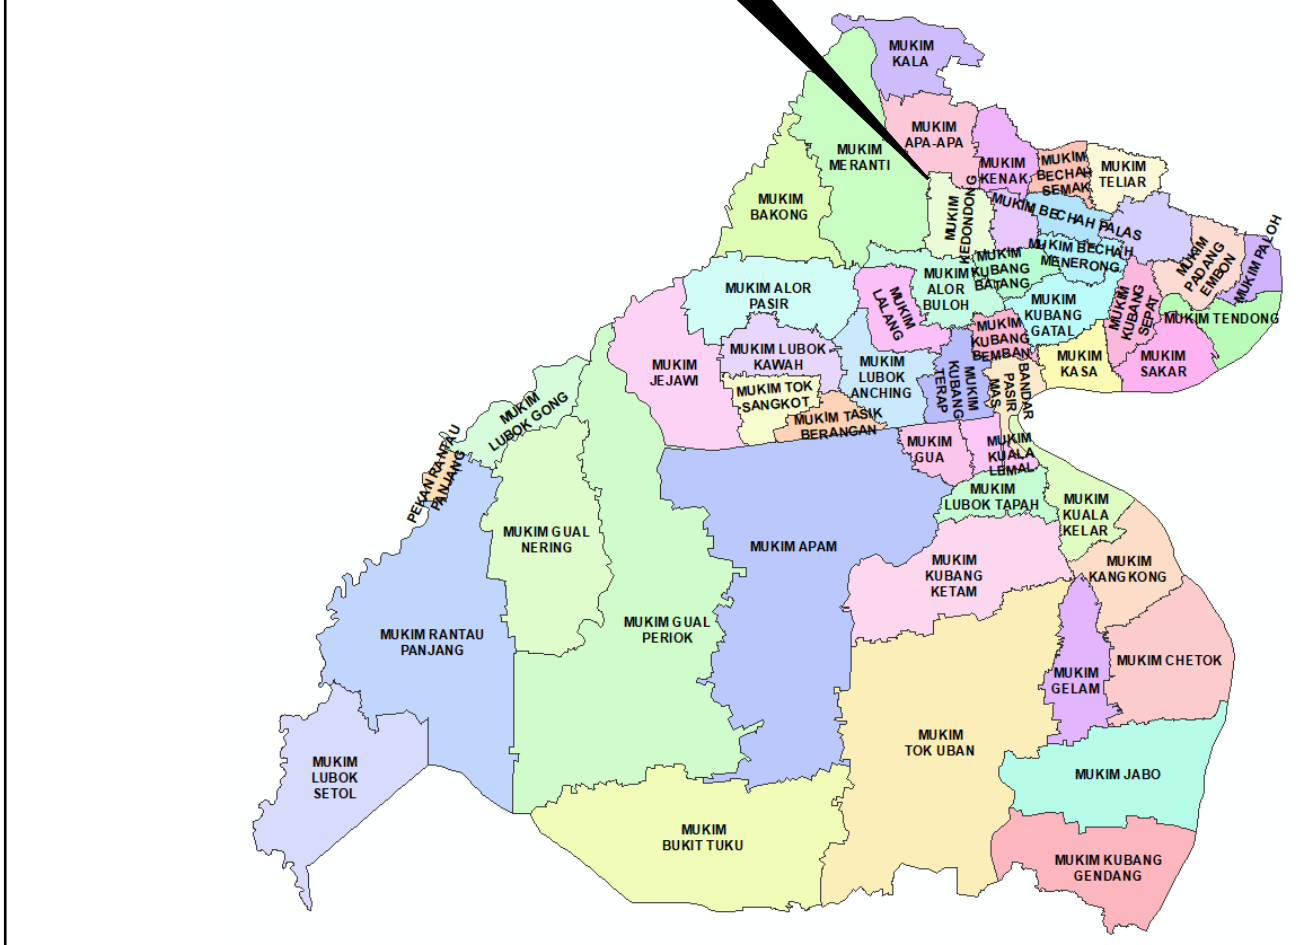 MUKIM
KALA
MUKIM
APA-APA
MUKIM
MERANTI
MUKIM
KENAK
MUKIM
BECHAH
SEMAK
MUKIM
TELIAR
MUKIM
BAKONG
MUKIM
KEDONDONG
MUKIM BECHAH PALAS
MUKIM BECHAH
MENERONG
MUKIM
PADANG
EMBON
MUKIM PALOH
MUKIM
KUBANG
BATANG
MUKIM
ALOR
BULOH
MUKIM ALOR
PASIR
MUKIM
LALANG
MUKIM
KUBANG
GATAL
MUKIM
KUBANG
SEPAT
MUKIM TENDONG
MUKIM
KUBANG
BEMBAN
MUKIM
KASA
MUKIM
SAKAR
MUKIM LUBOK
KAWAH
MUKIM
JEJAWI
MUKIM
LUBOK
ANCHING
MUKIM
KUBANG
TERAP
BANDAR
PASIR
MAS
MUKIM TOK
SANGKOT
MUKIM TASIK
BERANGAN
MUKIM
LUBOK GONG
PEKAN RANTAU
PANJANG
MUKIM
GUA
MUKIM
KUALA
LEMAL
MUKIM
LUBOK TAPAH
MUKIM
KUALA
KELAR
MUKIM GUAL
NERING
MUKIM APAM
MUKIM
KUBANG
KETAM
MUKIM
KANGKONG
MUKIM RANTAU
PANJANG
MUKIM GUAL
PERIOK
MUKIM CHETOK
MUKIM
GELAM
MUKIM
TOK UBAN
MUKIM
LUBOK
SETOL
MUKIM JABO
MUKIM
BUKIT TUKU
MUKIM KUBANG
GENDANG